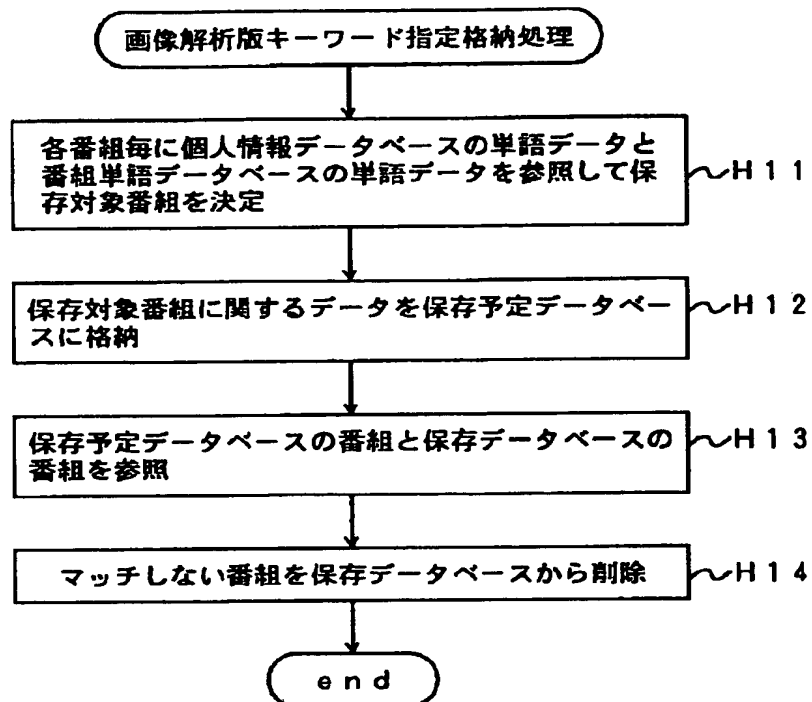 画像解析版キーワード指定格納処理
各番組毎に個人情報データベースの単語データと
番組単語データベースの単語データを参照して保
存対象番組を決定
H11
保存対象番組に関するデータを保存予定データベー
スに格納
H12
保存予定データベースの番組と保存データベースの
番組を参照
H13
マッチしない番組を保存データベースから削除
H14
end